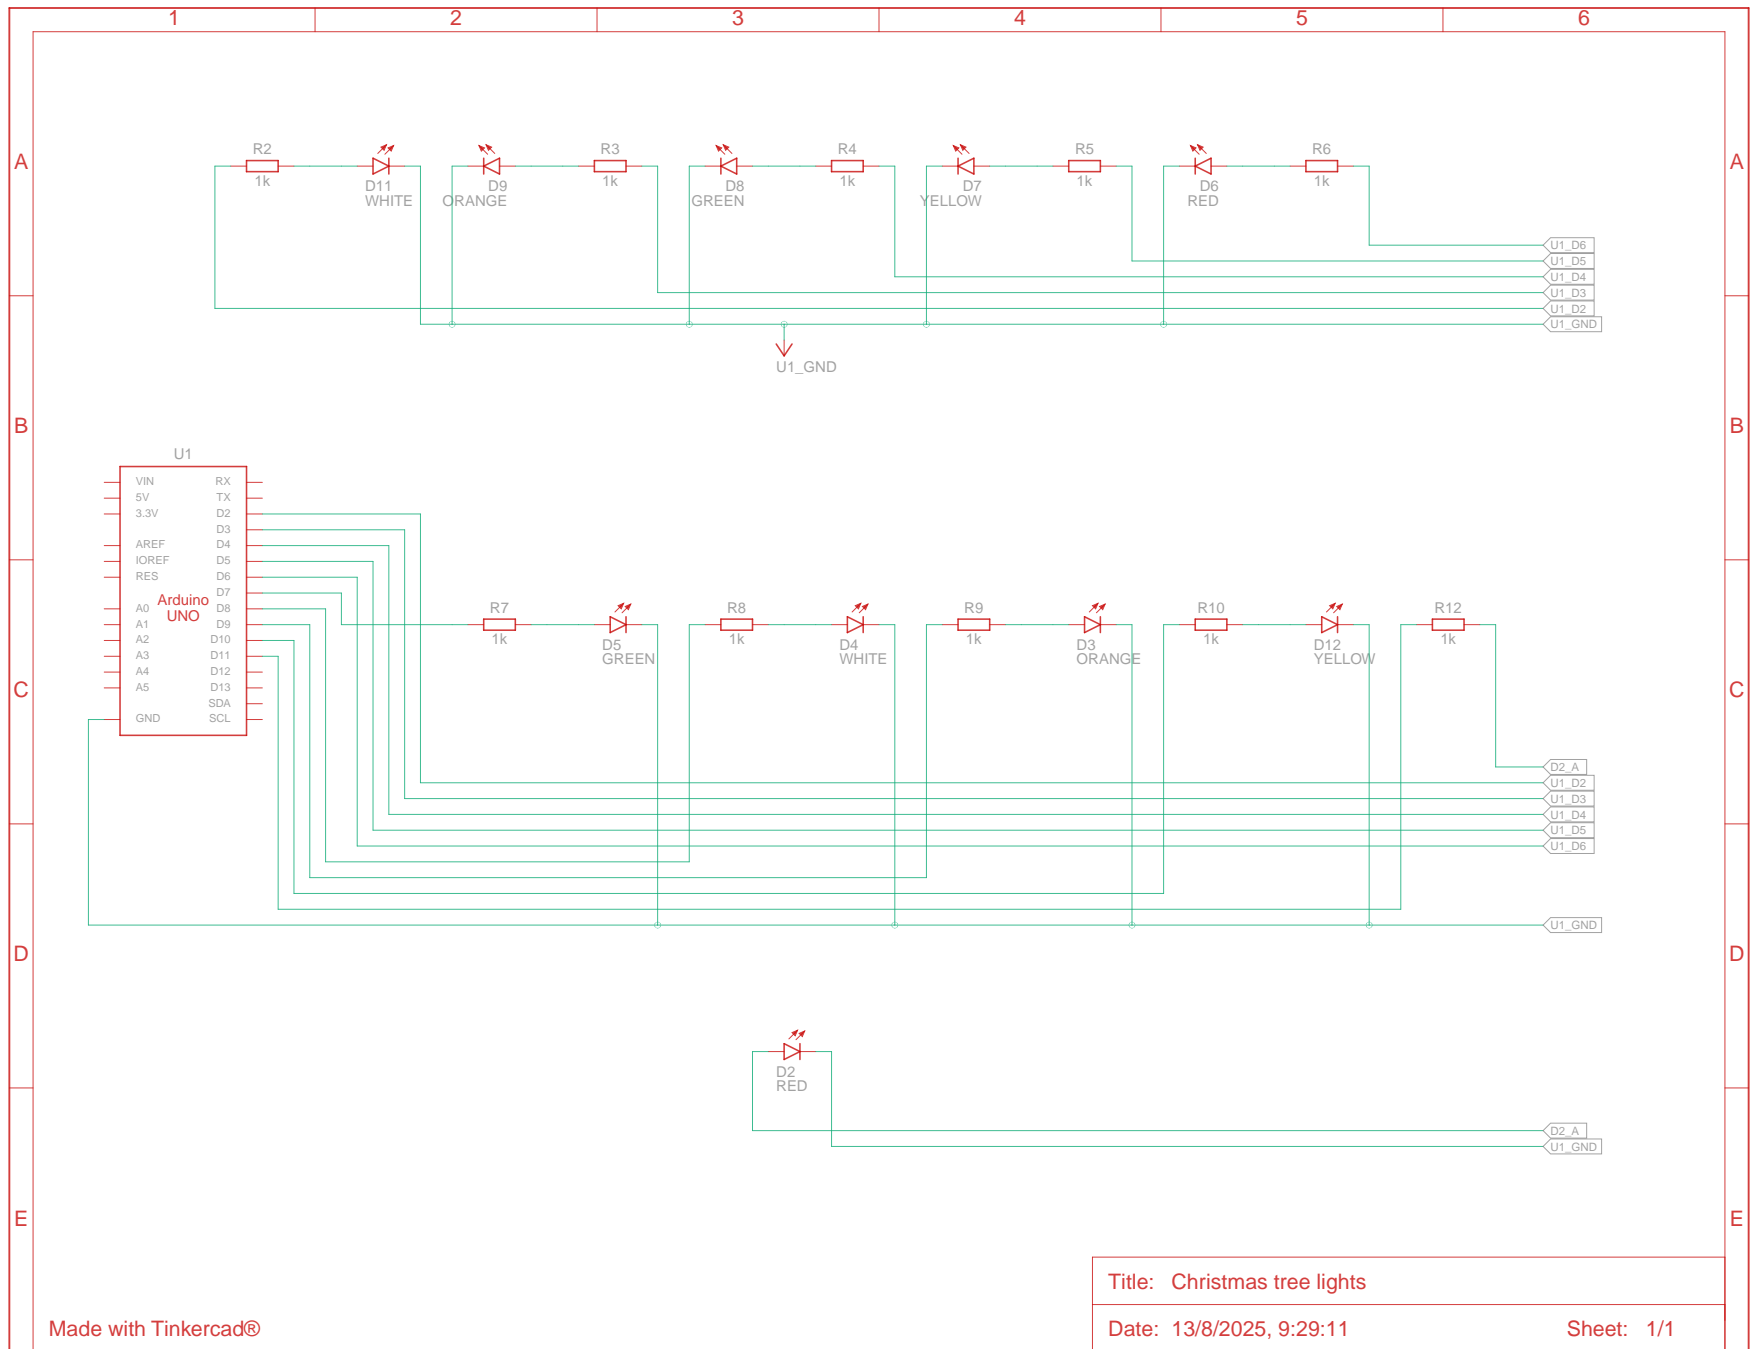 1 2 3 4 5 6
A A
R2 R3 R4 R5 R6
1k 1k 1k 1k 1k
D11 D9 D8 D7 D6
WHITE ORANGE GREEN YELLOW RED
U1_D6
U1_D5
U1_D4
U1_D3
U1_D2
U1_GND
U1_GND
B B
U1
VIN RX
5V TX
3.3V D2
D3
AREF D4
IOREF D5
RES D6
D7
A0 D8
A1 D9
A2 D10
A3 D11
A4 D12
A5 D13
SDA
GND SCL
Arduino
UNO
R7 R8 R9 R10 R12
1k 1k 1k 1k 1k
D5 D4 D3 D12
GREEN WHITE ORANGE YELLOW
C C
D2_A
U1_D2
U1_D3
U1_D4
U1_D5
U1_D6
U1_GND
D D
D2
RED
D2_A
U1_GND
E E
Title: Christmas tree lights
Made with Tinkercad®
Date: 13/8/2025, 9:29:11 Sheet: 1/1